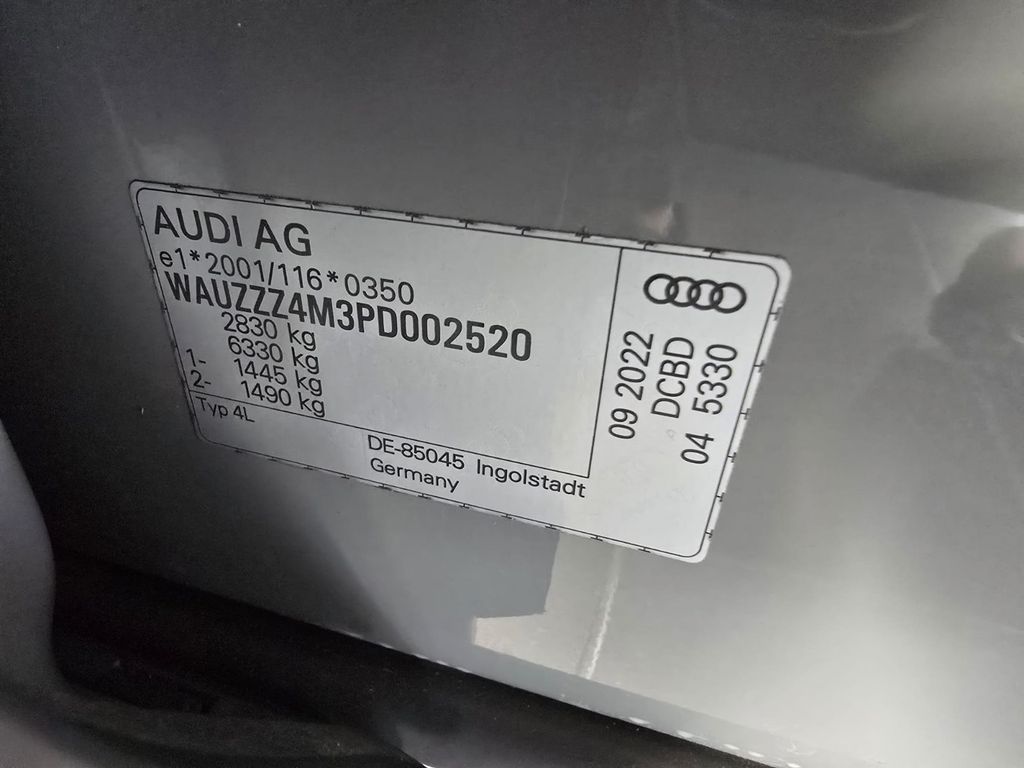 AUDI AG
e1*2001/116*0350
WAUZZZ4M3PD002520
2830 kg
6330 kg
1- 1445 kg
2- 1490 kg
Typ 4L
DE-85045 Ingolstadt
Germany
09 2022
DCBD
04 5330